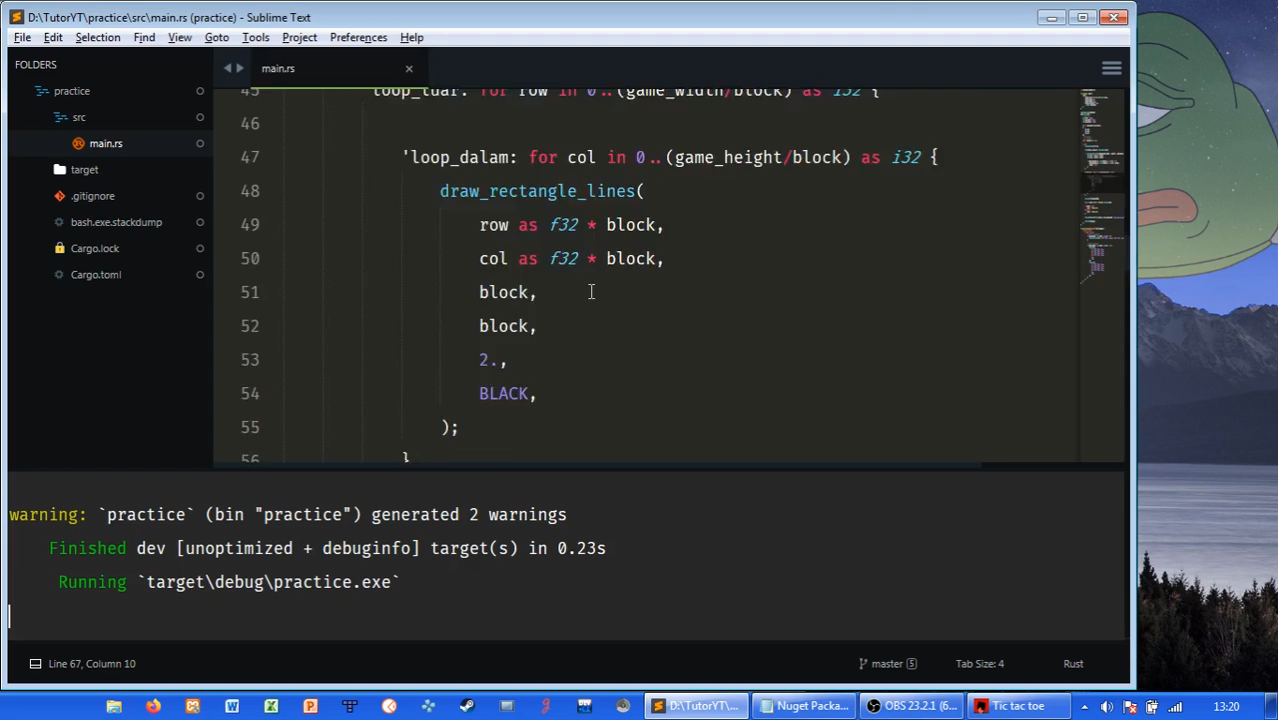 D:\TutorYT\practice\src\main.rs (practice) - Sublime Text
File Edit Selection Find View Goto Tools Project Preferences Help
FOLDERS
practice
src
main.rs
target
.gitignore
bash.exe.stackdump
Cargo.lock
Cargo.toml
main.rs
45 'loop_luar: for row in 0..(game_width/block) as i32 {
46
47 'loop_dalam: for col in 0..(game_height/block) as i32 {
48 draw_rectangle_lines(
49 row as f32 * block,
50 col as f32 * block,
51 block,
52 block,
53 2.,
54 BLACK,
55 );
56 }
warning: `practice` (bin "practice") generated 2 warnings
Finished dev [unoptimized + debuginfo] target(s) in 0.23s
Running `target\debug\practice.exe`
Line 67, Column 10 master 5 Tab Size: 4 Rust
D:\TutorYT\... Nuget Packa... OBS 23.2.1 (6... Tic tac toe 13:20